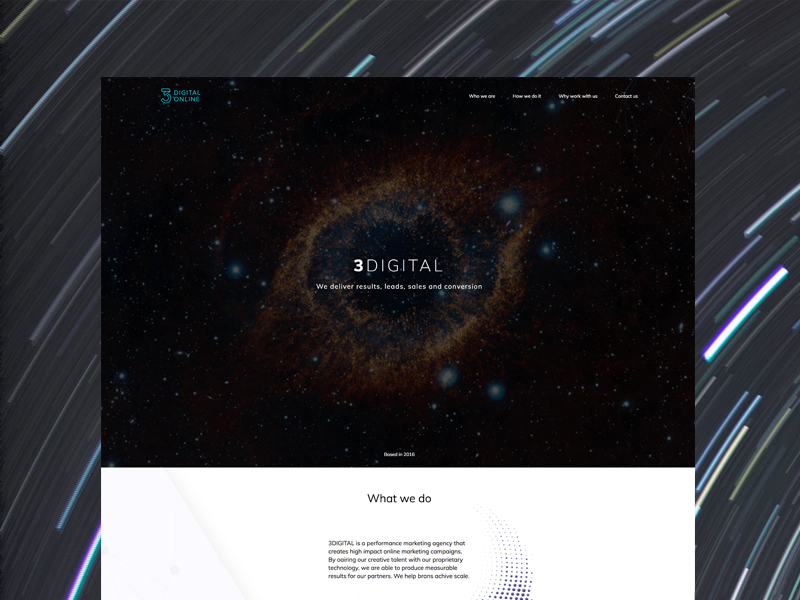 3 DIGITAL
ONLINE
Who we are How we do it Why work with us Contact us
3DIGITAL
We deliver results, leads, sales and conversion
Based in 2016
What we do
3DIGITAL is a performance marketing agency that
creates high impact online marketing campaigns.
By pairing our creative talent with our proprietary
technology, we are able to produce measurable
results for our partners. We help brans achive scale.